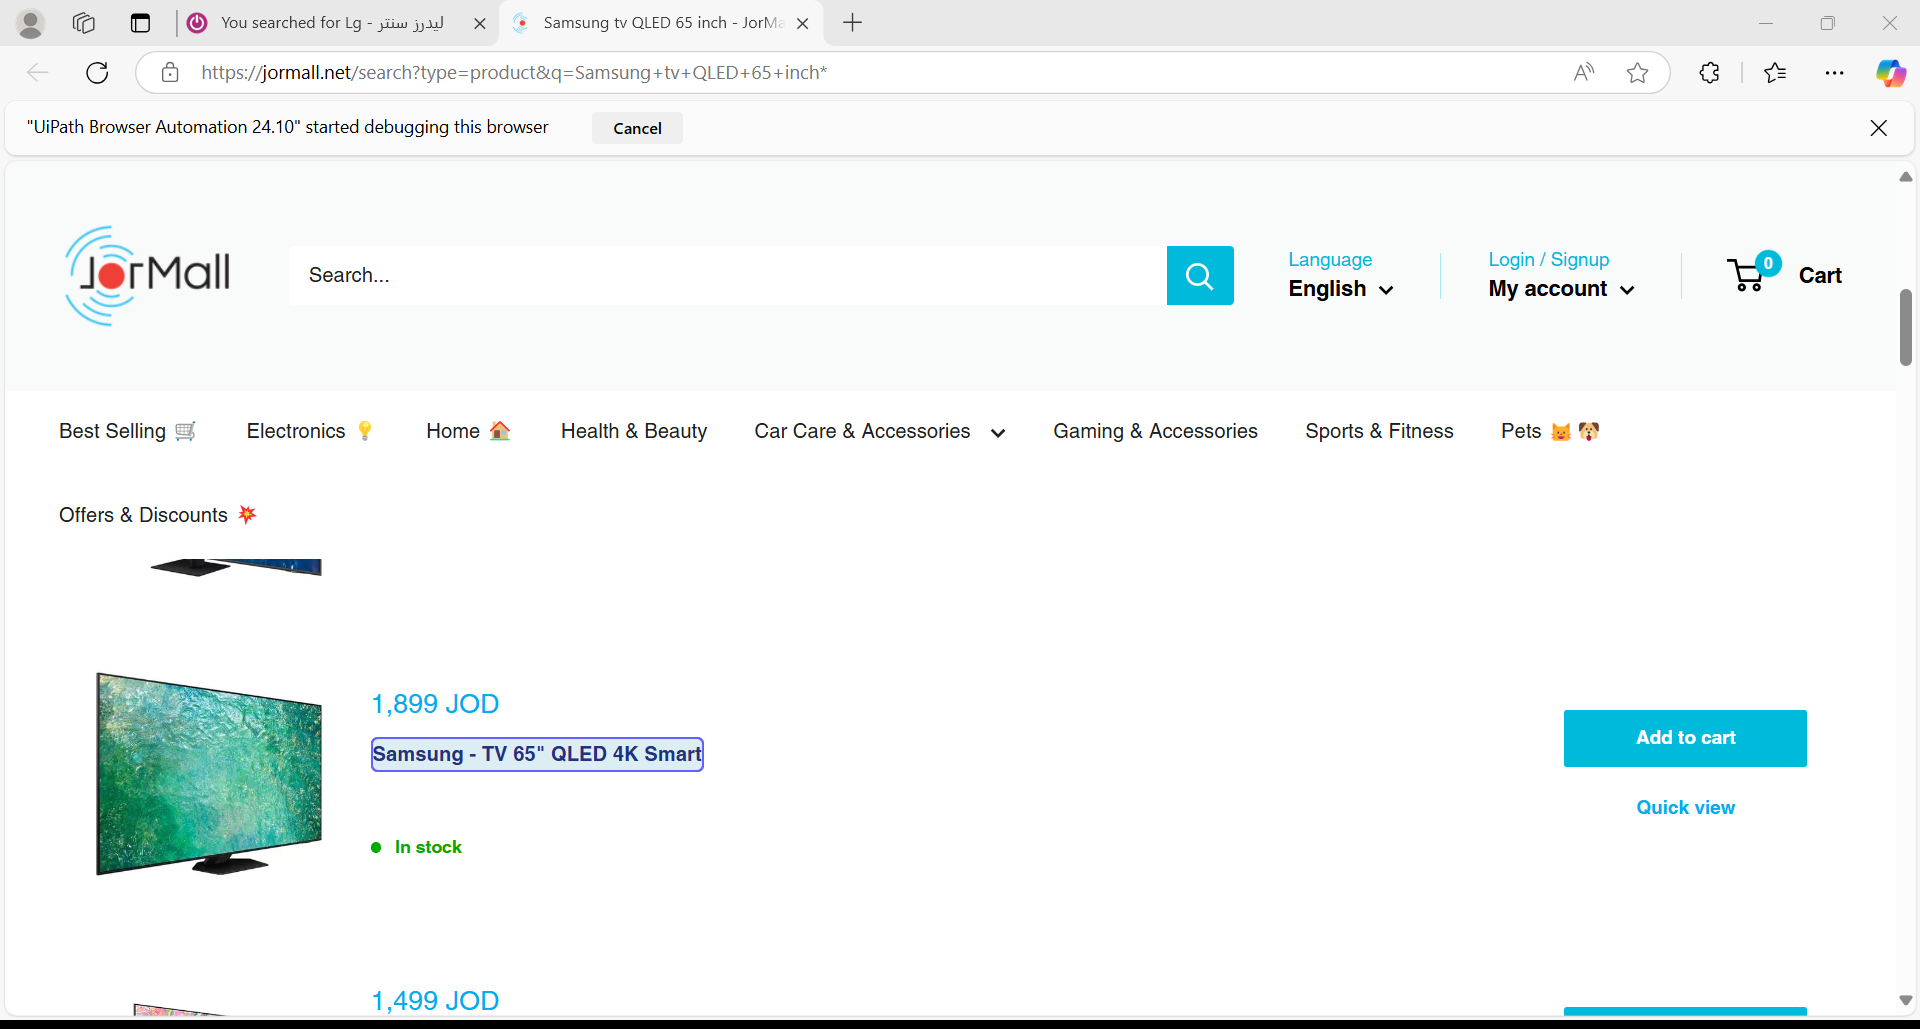 You searched for Lg - ليدرز سنتر
Samsung tv QLED 65 inch - JorMa
https://jormall.net/search?type=product&q=Samsung+tv+QLED+65+inch*
"UiPath Browser Automation 24.10" started debugging this browser
Cancel
JorMall
Search...
Language
English
Login / Signup
My account
0
Cart
Best Selling 🛒
Electronics 💡
Home 🏠
Health & Beauty
Car Care & Accessories
Gaming & Accessories
Sports & Fitness
Pets 🐱🐶
Offers & Discounts 💥
1,899 JOD
Samsung - TV 65" QLED 4K Smart
In stock
Add to cart
Quick view
1,499 JOD